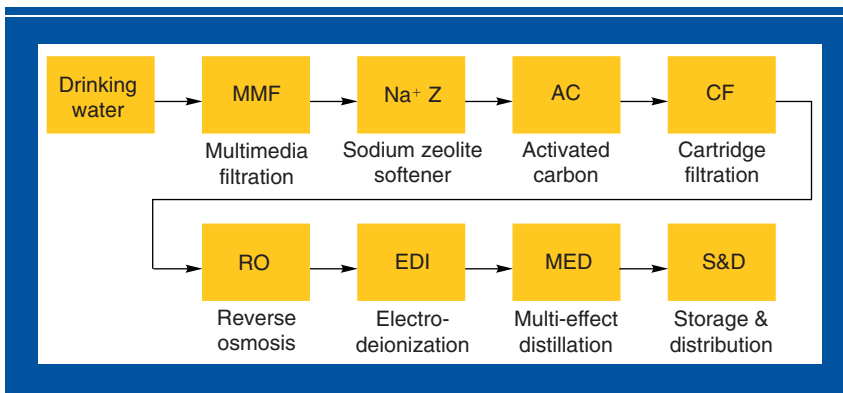 Drinking
water
MMF
Na+ Z
AC
CF
Multimedia
filtration
Sodium zeolite
softener
Activated
carbon
Cartridge
filtration
RO
EDI
MED
S&D
Reverse
osmosis
Electro-
deionization
Multi-effect
distillation
Storage &
distribution